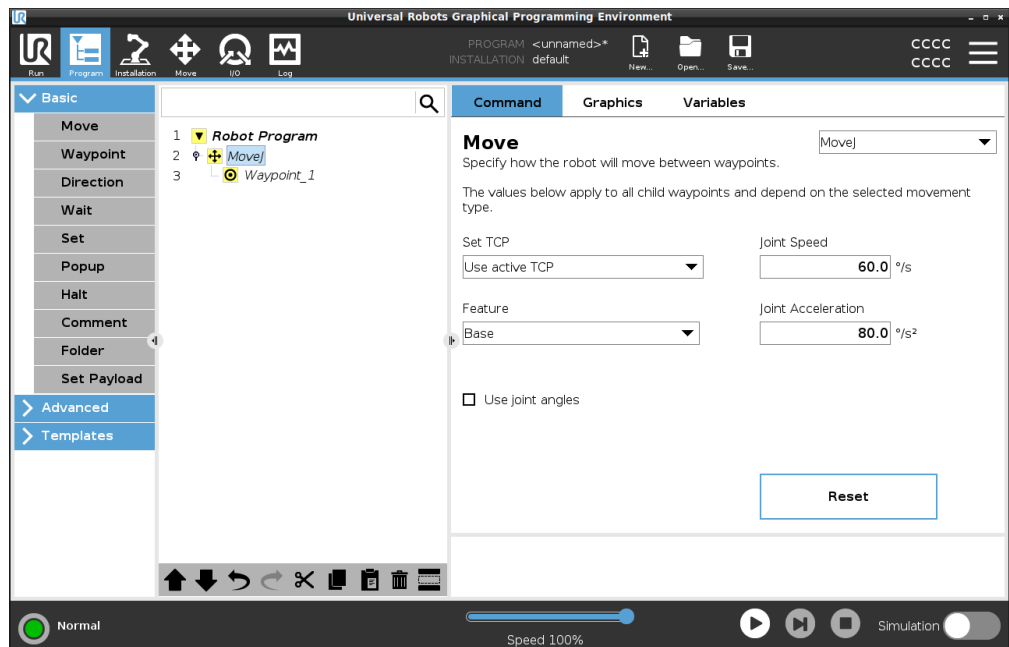 Universal Robots Graphical Programming Environment
UR
Run
Program
Installation
Move
I/O
Log
PROGRAM <unnamed>*
INSTALLATION default
New...
Open...
Save...
CCCC
CCCC
Basic
Move
Waypoint
Direction
Wait
Set
Popup
Halt
Comment
Folder
Set Payload
Advanced
Templates
1 Robot Program
2 MoveJ
3 Waypoint_1
Command Graphics Variables
Move
MoveJ
Specify how the robot will move between waypoints.
The values below apply to all child waypoints and depend on the selected movement
type.
Set TCP
Use active TCP
Joint Speed
60.0 °/s
Feature
Base
Joint Acceleration
80.0 °/s²
Use joint angles
Reset
Normal
Speed 100%
Simulation